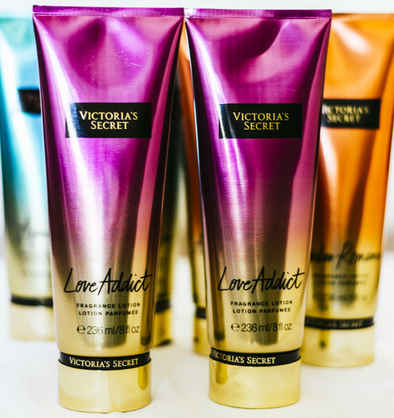 VICTORIA'S
SECRET
Love Addict
FRAGRANCE LOTION
LOTION PARFUMÉE
℮ 236 ml/8 fl oz
VICTORIA'S SECRET
VICTORIA'S
SECRET
Love Addict
FRAGRANCE LOTION
LOTION PARFUMÉE
℮ 236 ml/8 fl oz
VICTORIA'S SECRET
VICTORIA'S
SECRET